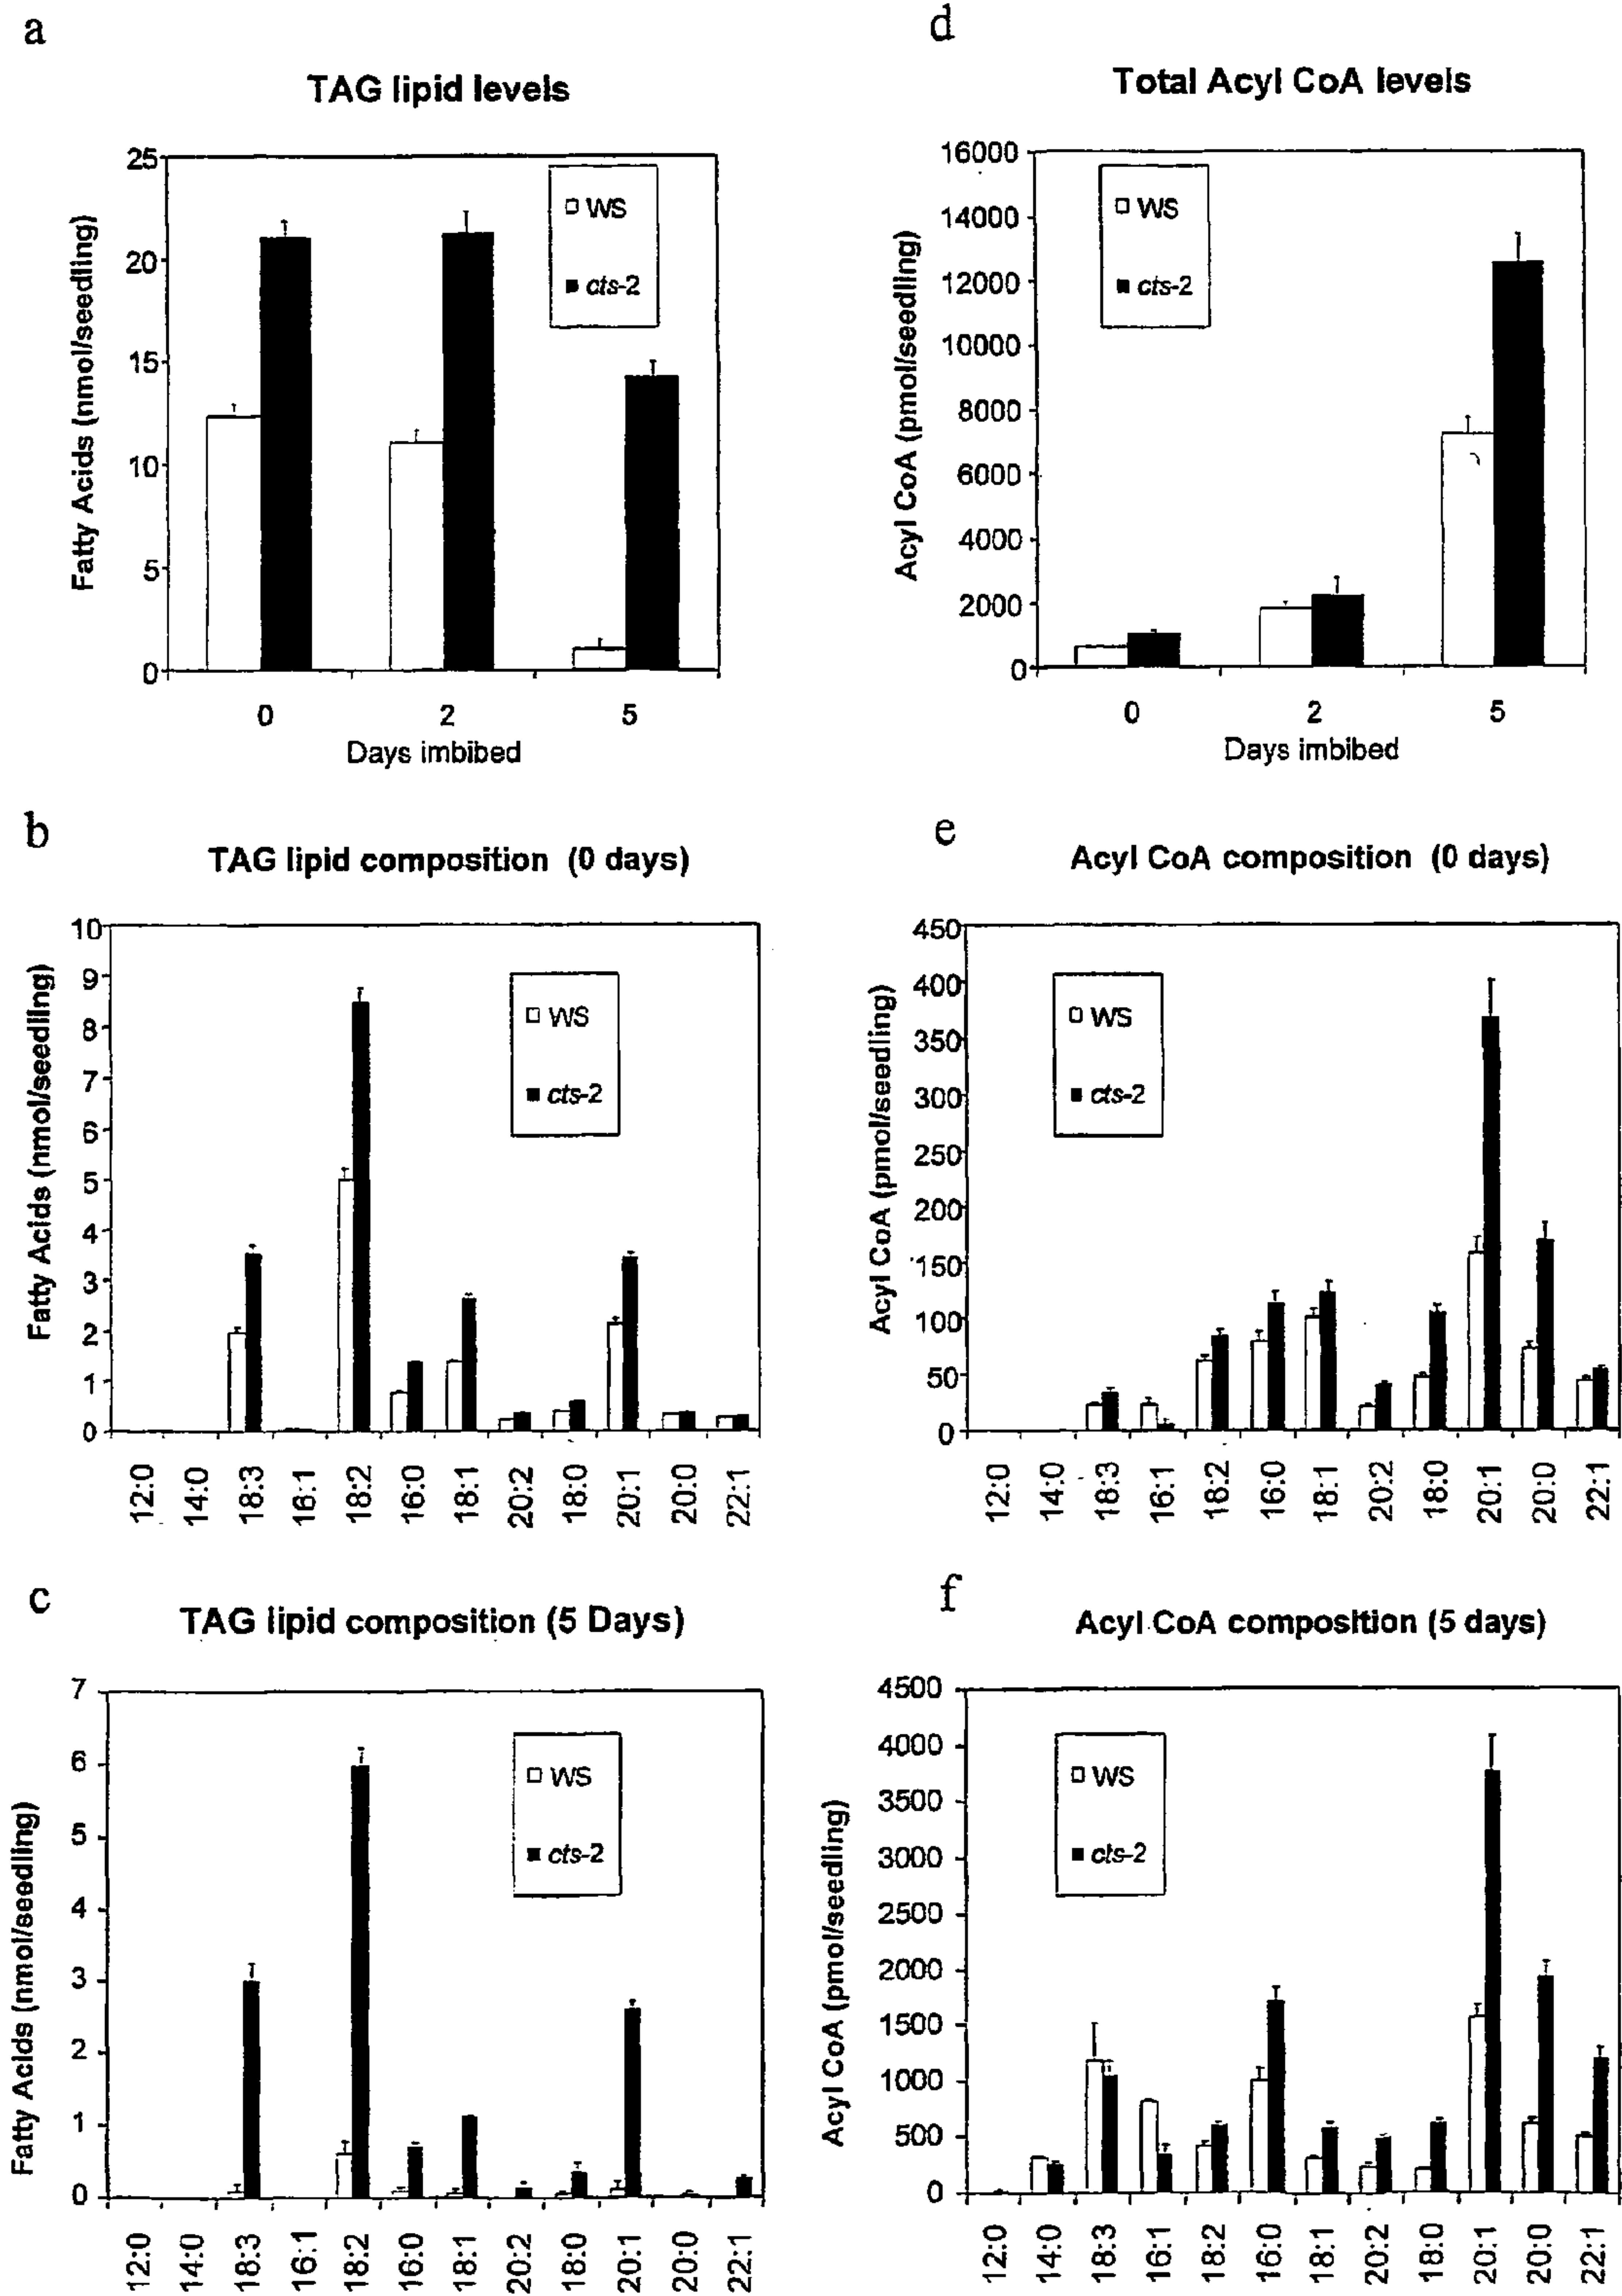 a
TAG lipid levels
Fatty Acids (nmol/seedling)
25
20
15
10
5
0
WS
cts-2
0 2 5
Days imbibed
d
Total Acyl CoA levels
Acyl CoA (pmol/seedling)
16000
14000
12000
10000
8000
6000
4000
2000
0
WS
cts-2
0 2 5
Days imbibed
b
TAG lipid composition (0 days)
Fatty Acids (nmol/seedling)
10
9
8
7
6
5
4
3
2
1
0
WS
cts-2
12:0 14:0 18:3 16:1 18:2 16:0 18:1 20:2 18:0 20:1 20:0 22:1
e
Acyl CoA composition (0 days)
Acyl CoA (pmol/seedling)
450
400
350
300
250
200
150
100
50
0
WS
cts-2
12:0 14:0 18:3 16:1 18:2 16:0 18:1 20:2 18:0 20:1 20:0 22:1
c
TAG lipid composition (5 Days)
Fatty Acids (nmol/seedling)
7
6
5
4
3
2
1
0
WS
cts-2
12:0 14:0 18:3 16:1 18:2 16:0 18:1 20:2 18:0 20:1 20:0 22:1
f
Acyl CoA composition (5 days)
Acyl CoA (pmol/seedling)
4500
4000
3500
3000
2500
2000
1500
1000
500
0
WS
cts-2
12:0 14:0 18:3 16:1 18:2 16:0 18:1 20:2 18:0 20:1 20:0 22:1